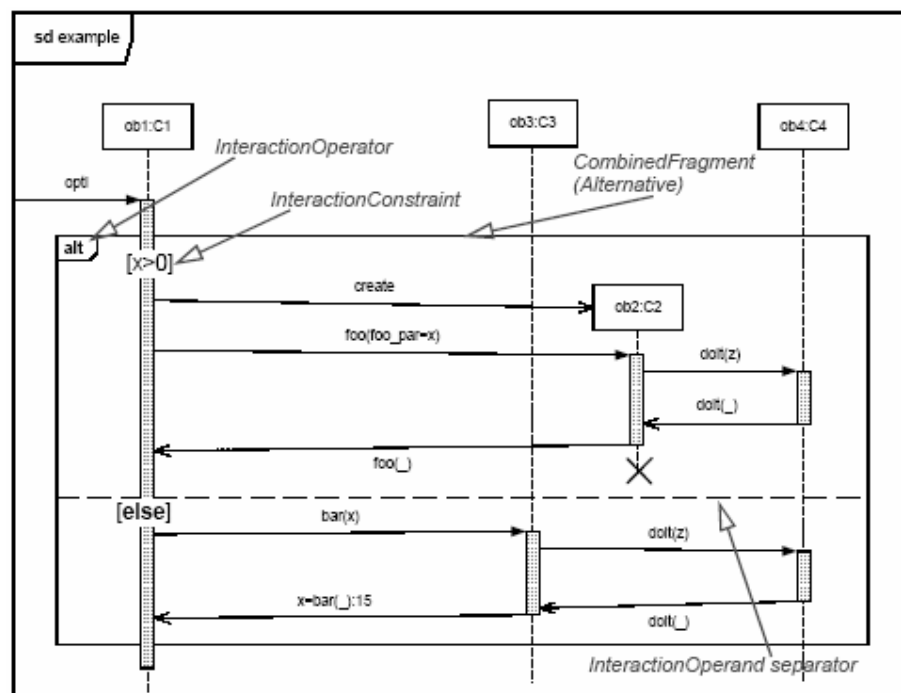 sd example
ob1:C1
ob3:C3
ob4:C4
InteractionOperator
CombinedFragment
(Alternative)
optl
InteractionConstraint
alt
[x>0]
create
ob2:C2
foo(foo_par=x)
doIt(z)
doIt(_)
foo(_)
[else]
bar(x)
doIt(z)
x=bar(_):15
doIt(_)
InteractionOperand separator